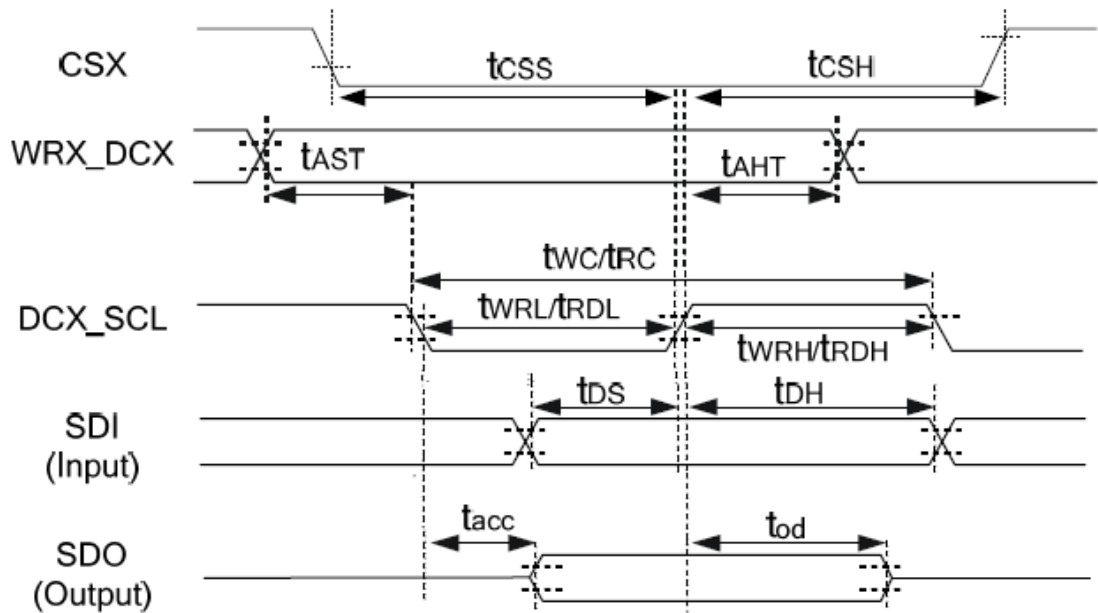 CSX
tCSS
tCSH
WRX_DCX
tAST
tAHT
tWC/tRC
DCX_SCL
tWRL/tRDL
tWRH/tRDH
tDS
tDH
SDI
(Input)
tacc
tod
SDO
(Output)